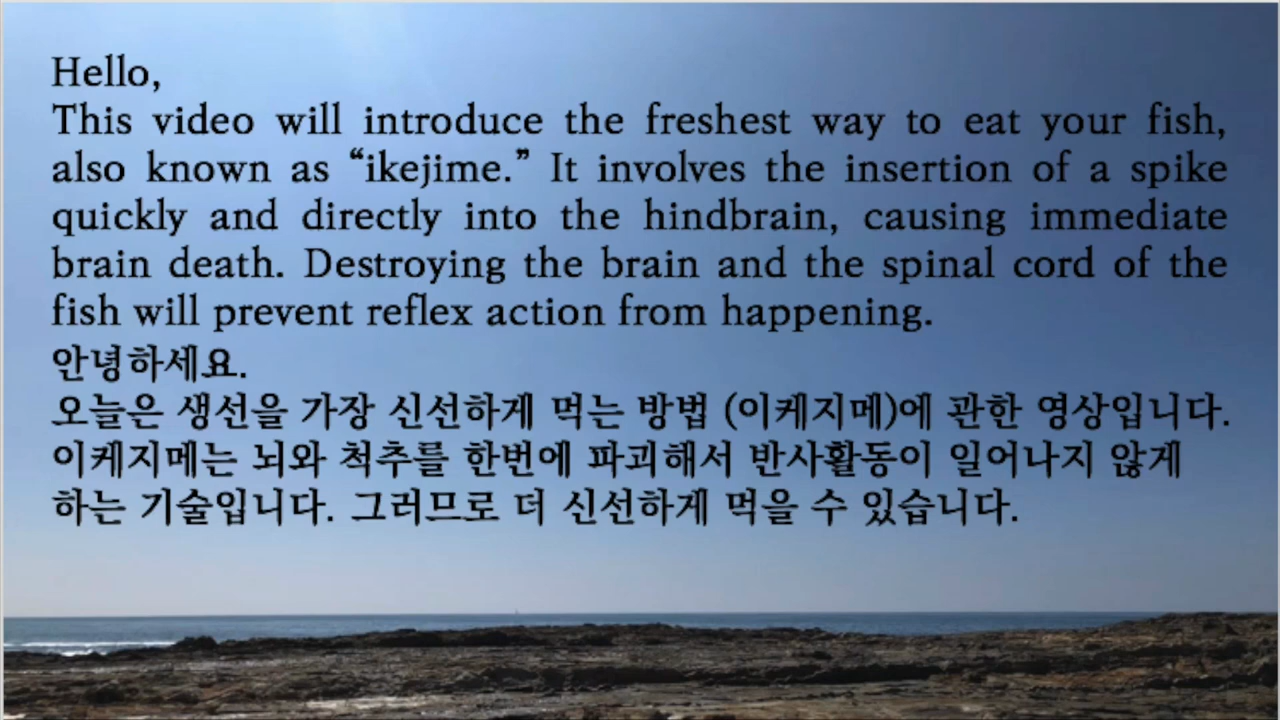 Hello,
This video will introduce the freshest way to eat your fish,
also known as “ikejime.” It involves the insertion of a spike
quickly and directly into the hindbrain, causing immediate
brain death. Destroying the brain and the spinal cord of the
fish will prevent reflex action from happening.
안녕하세요.
오늘은 생선을 가장 신선하게 먹는 방법 (이케지메)에 관한 영상입니다.
이케지메는 뇌와 척추를 한번에 파괴해서 반사활동이 일어나지 않게
하는 기술입니다. 그러므로 더 신선하게 먹을 수 있습니다.